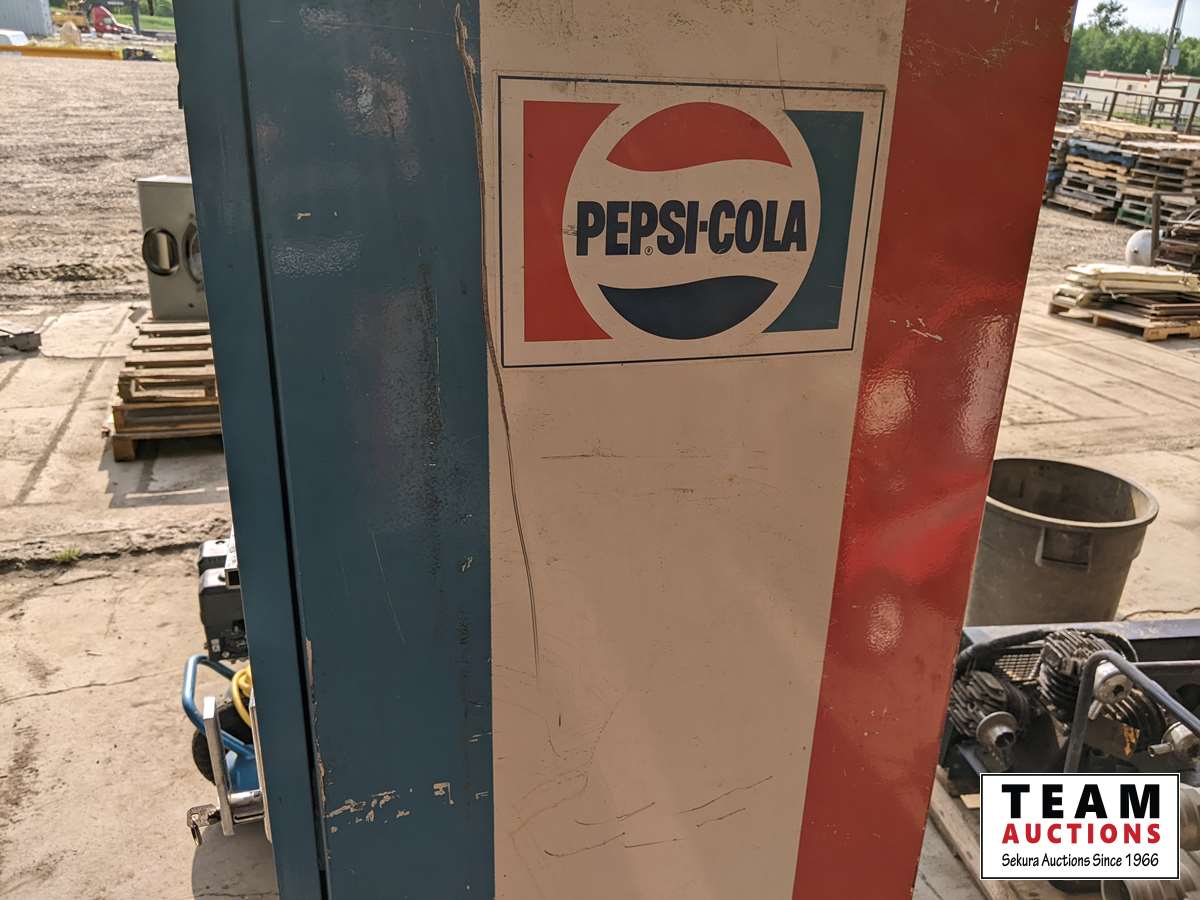 PEPSI-COLA
®
TEAM
AUCTIONS
Sekura Auctions Since 1966